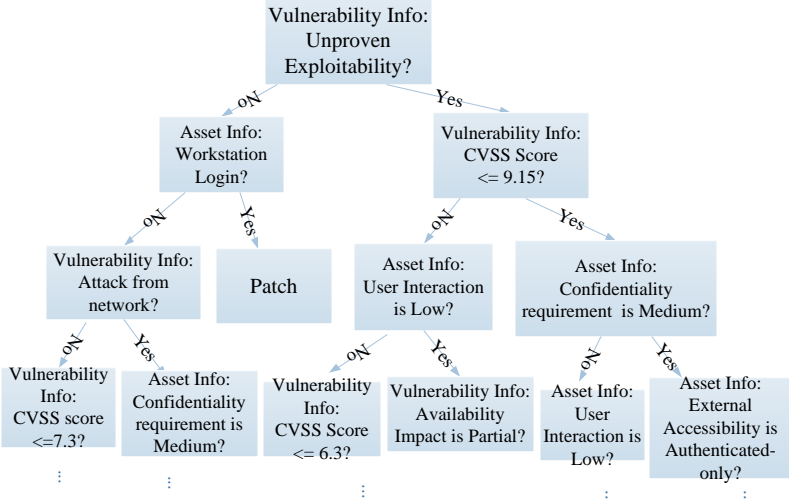 Vulnerability Info:
Unproven
Exploitability?
No
Yes
Asset Info:
Workstation
Login?
Vulnerability Info:
CVSS Score
<= 9.15?
No
Yes
No
Yes
Vulnerability Info:
Attack from
network?
Patch
Asset Info:
User Interaction
is Low?
Asset Info:
Confidentiality
requirement is Medium?
No
Yes
No
Yes
No
Yes
Vulnerability
Info:
CVSS score
<=7.3?
Asset Info:
Confidentiality
requirement is
Medium?
Vulnerability
Info:
CVSS Score
<= 6.3?
Vulnerability Info:
Availability
Impact is Partial?
Asset Info:
User
Interaction is
Low?
Asset Info:
External
Accessibility is
Authenticated-
only?
...
...
...
...
...